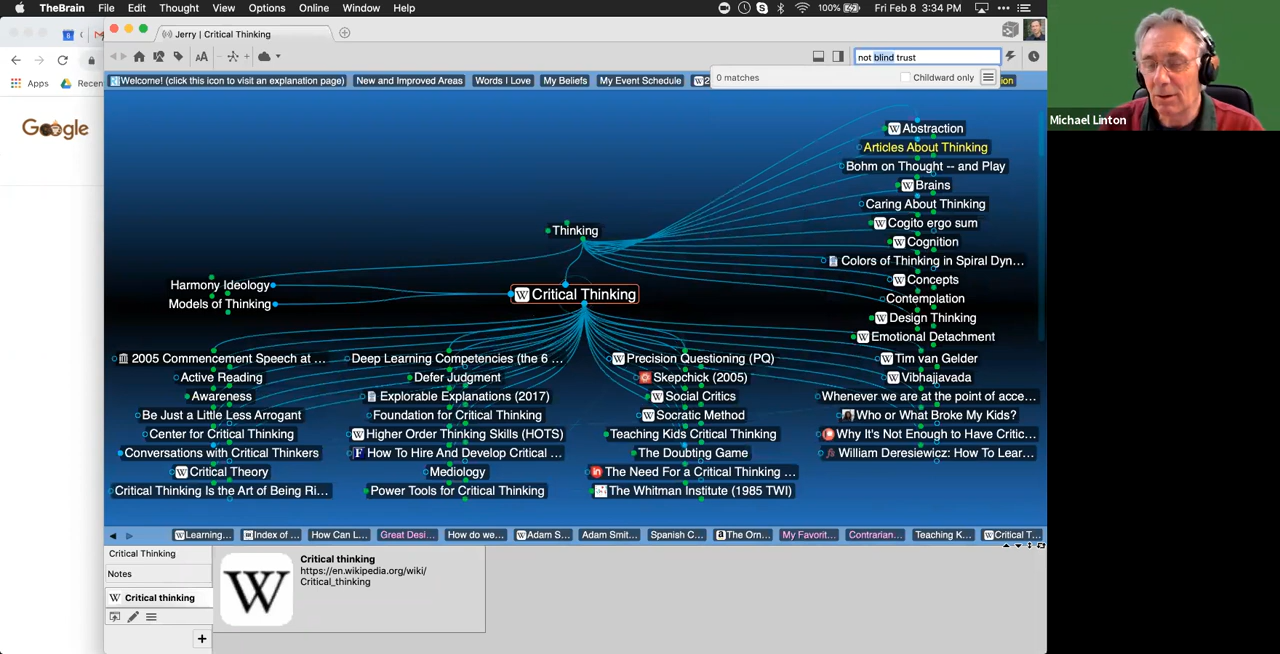 TheBrain File Edit Thought View Options Online Window Help
100% Fri Feb 8 3:34 PM
Jerry | Critical Thinking
not blind trust
0 matches
Childward only
Apps
Google
Welcome! (click this icon to visit an explanation page) New and Improved Areas Words I Love My Beliefs My Event Schedule
Michael Linton
Abstraction
Articles About Thinking
Bohm on Thought -- and Play
Brains
Caring About Thinking
Cogito ergo sum
Cognition
Colors of Thinking in Spiral Dyn...
Concepts
Contemplation
Design Thinking
Emotional Detachment
Thinking
Harmony Ideology
Models of Thinking
Critical Thinking
2005 Commencement Speech at ...
Active Reading
Awareness
Be Just a Little Less Arrogant
Center for Critical Thinking
Conversations with Critical Thinkers
Critical Theory
Critical Thinking Is the Art of Being Ri...
Deep Learning Competencies (the 6 ...
Defer Judgment
Explorable Explanations (2017)
Foundation for Critical Thinking
Higher Order Thinking Skills (HOTS)
How To Hire And Develop Critical ...
Mediology
Power Tools for Critical Thinking
Precision Questioning (PQ)
Skepchick (2005)
Social Critics
Socratic Method
Teaching Kids Critical Thinking
The Doubting Game
The Need For a Critical Thinking ...
The Whitman Institute (1985 TWI)
Tim van Gelder
Vibhajjavada
Whenever we are at the point of acce...
Who or What Broke My Kids?
Why It's Not Enough to Have Critic...
William Deresiewicz: How To Lear...
Learning... Index of ... How Can L... Great Desi... How do we... Adam S... Adam Smit... Spanish C... The Orn... My Favorit... Contrarian... Teaching K... Critical T...
Critical Thinking
Notes
Critical thinking
Critical thinking
https://en.wikipedia.org/wiki/
Critical_thinking